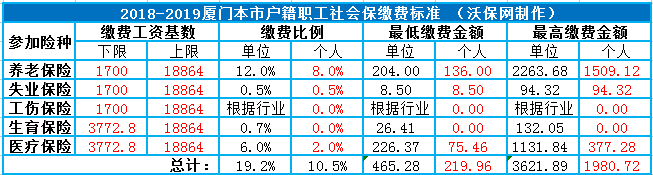 2018-2019厦门本市户籍职工社会保缴费标准 (沃保网制作)
参加险种 缴费工资基数 缴费比例 最低缴费金额 最高缴费金额
下限 上限 单位 个人 单位 个人 单位 个人
养老保险 1700 18864 12.0% 8.0% 204.00 136.00 2263.68 1509.12
失业保险 1700 18864 0.5% 0.5% 8.50 8.50 94.32 94.32
工伤保险 1700 18864 根据行业 0.0% 根据行业 0.00 根据行业 0.00
生育保险 3772.8 18864 0.7% 0.0% 26.41 0.00 132.05 0.00
医疗保险 3772.8 18864 6.0% 2.0% 226.37 75.46 1131.84 377.28
总计: 19.2% 10.5% 465.28 219.96 3621.89 1980.72